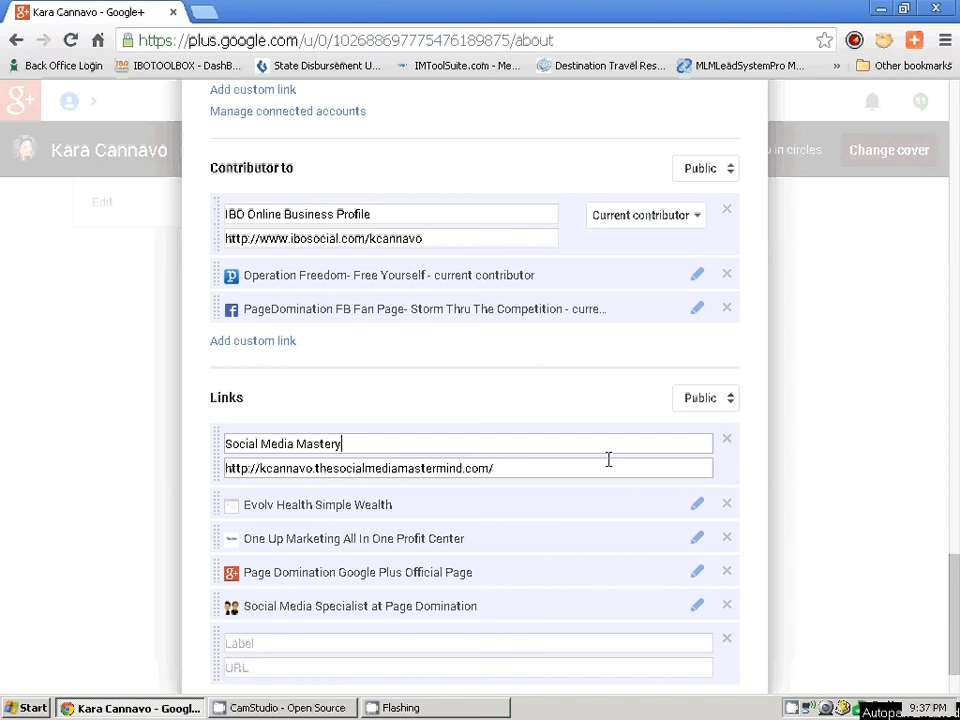 Kara Cannavo - Google+
https://plus.google.com/u/0/102688697775476189875/about
Back Office Login
IBOTOOLBOX - DashB...
State Disbursement U...
IMToolSuite.com - Me...
Destination Travel Res...
MLMLeadSystemPro M...
»
Other bookmarks
Add custom link
Manage connected accounts
Kara Cannavo
u in circles
Change cover
Edit
Contributor to
Public
IBO Online Business Profile
Current contributor
http://www.ibosocial.com/kcannavo
Operation Freedom- Free Yourself - current contributor
PageDomination FB Fan Page- Storm Thru The Competition - curre...
Add custom link
Links
Public
Social Media Mastery
http://kcannavo.thesocialmediamastermind.com/
Evolv Health Simple Wealth
One Up Marketing All In One Profit Center
Page Domination Google Plus Official Page
Social Media Specialist at Page Domination
Label
URL
Start
Kara Cannavo - Googl...
CamStudio - Open Source
Flashing
9:37 PM